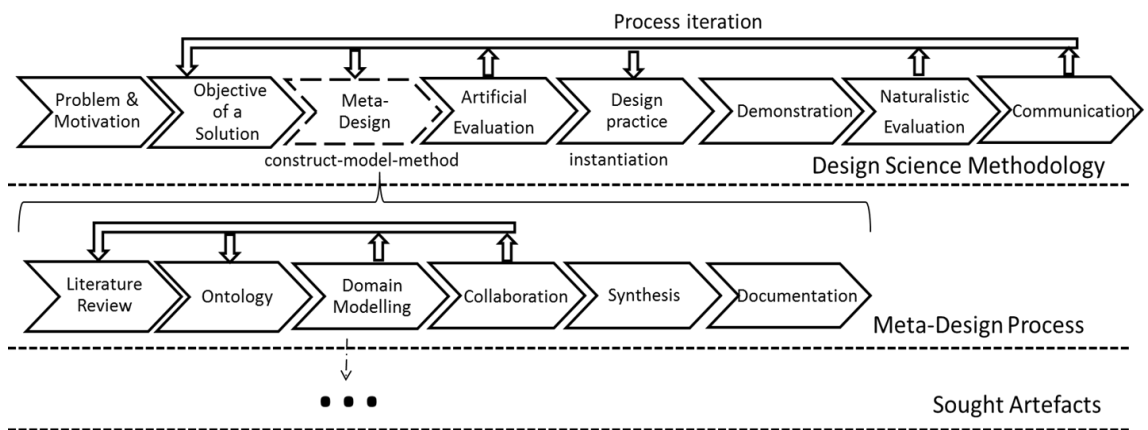 Process iteration
Problem &
Motivation
Objective
of a
Solution
Meta-
Design
Artificial
Evaluation
Design
practice
Demonstration
Naturalistic
Evaluation
Communication
construct-model-method
instantiation
Design Science Methodology
Literature
Review
Ontology
Domain
Modelling
Collaboration
Synthesis
Documentation
Meta-Design Process
Sought Artefacts